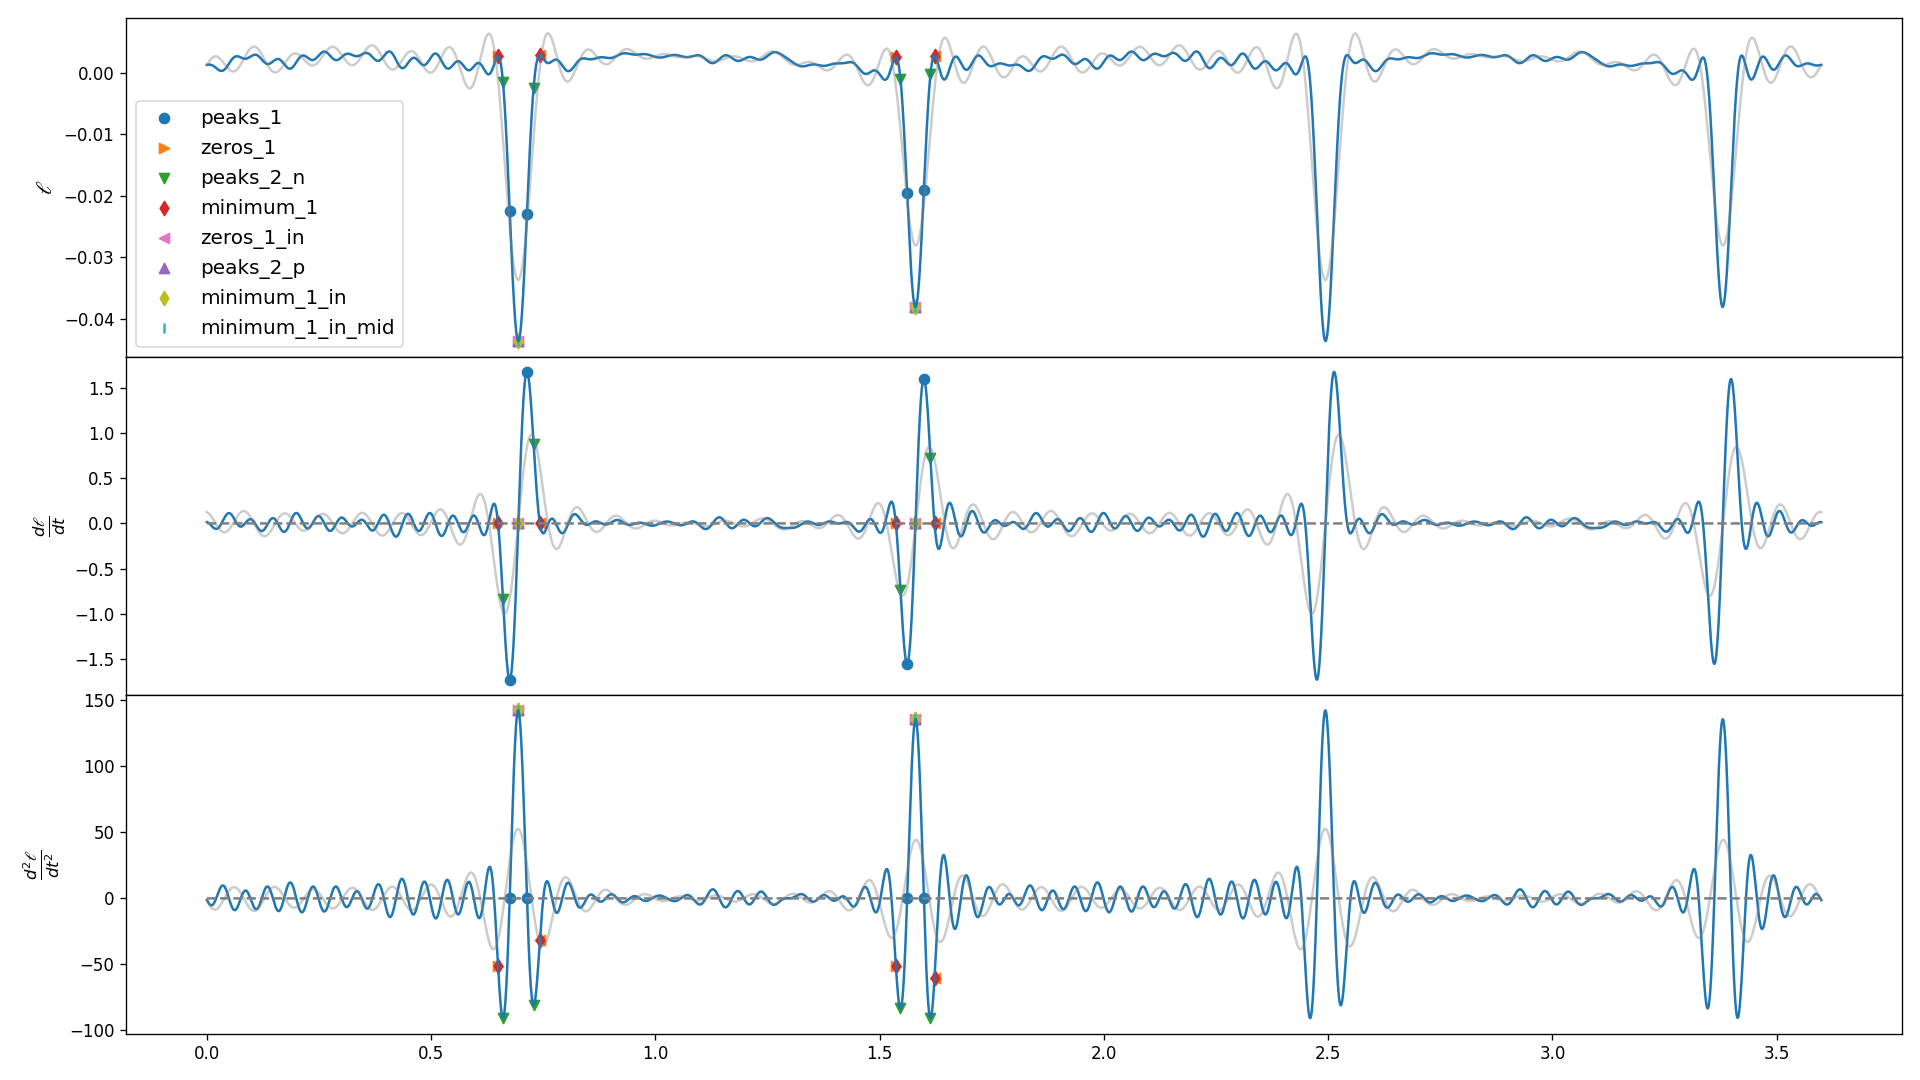 0.00
−0.01
−0.02
−0.03
−0.04
ℓ
peaks_1
zeros_1
peaks_2_n
minimum_1
zeros_1_in
peaks_2_p
minimum_1_in
minimum_1_in_mid
1.5
1.0
0.5
0.0
−0.5
−1.0
−1.5
dℓ
dt
150
100
50
0
−50
−100
d²ℓ
dt²
0.0 0.5 1.0 1.5 2.0 2.5 3.0 3.5